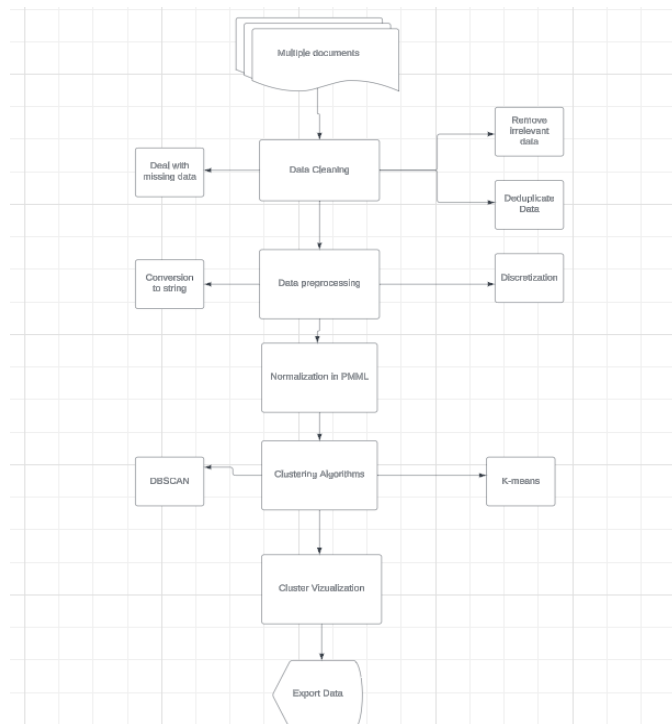 Multiple documents
Remove
irrelevant
data
Deal with
missing data
Data Cleaning
Deduplicate
Data
Conversion
to string
Data preprocessing
Discretization
Normalization in PMML
DBSCAN
Clustering Algorithms
K-means
Cluster Vizualization
Export Data